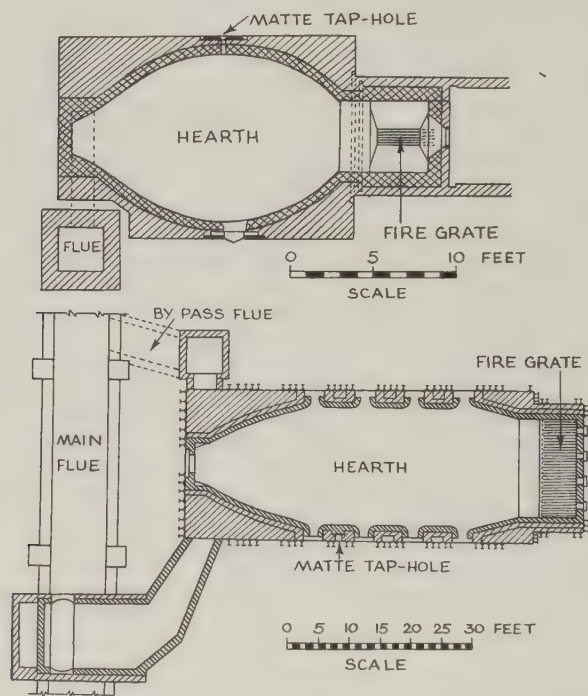 MATTE TAP-HOLE
HEARTH
FLUE
FIRE GRATE
0 5 10 FEET
SCALE
BY PASS FLUE
FIRE GRATE
MAIN
FLUE
HEARTH
MATTE TAP-HOLE
0 5 10 15 20 25 30 FEET
SCALE